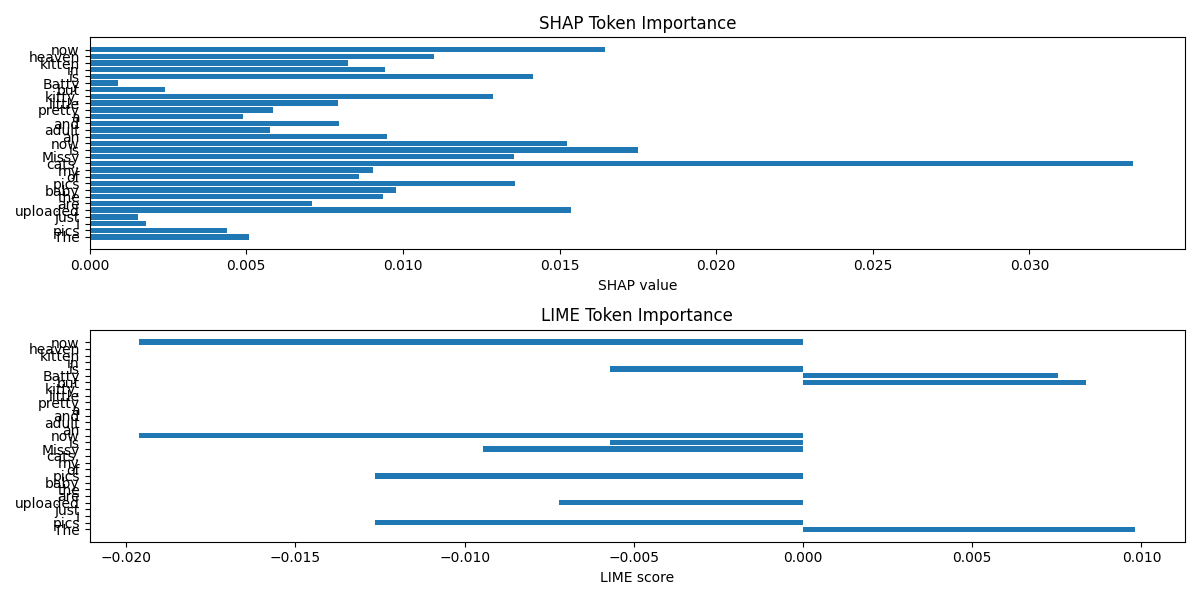 SHAP Token Importance
now
heaven
kitten
in
is
Batty
but
kitty.
little
pretty
a
and
adult
an
now
is
Missy
cats.
my
of
pics
baby
the
are
uploaded
just
I
pics
The
0.000 0.005 0.010 0.015 0.020 0.025 0.030
SHAP value
LIME Token Importance
now
heaven
kitten
in
is
Batty
but
kitty.
little
pretty
a
and
adult
an
now
is
Missy
cats.
my
of
pics
baby
the
are
uploaded
just
I
pics
The
−0.020 −0.015 −0.010 −0.005 0.000 0.005 0.010
LIME score